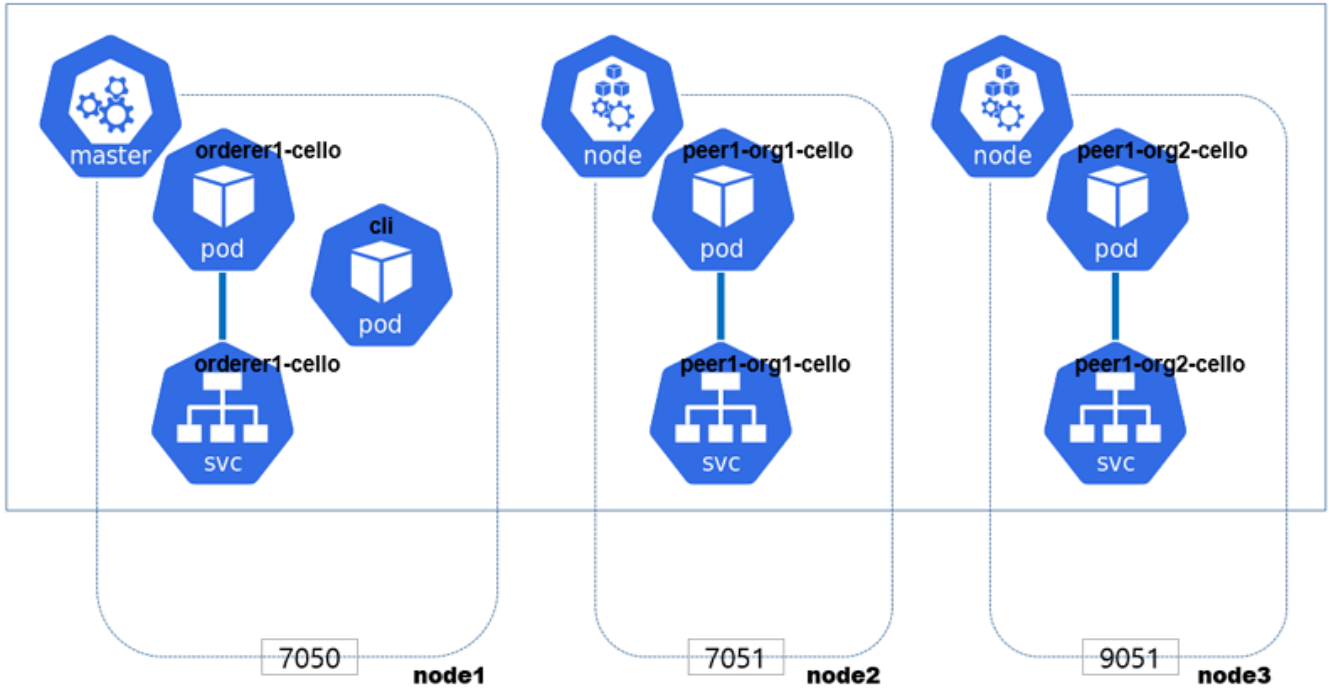 master
orderer1-cello
pod
cli
pod
orderer1-cello
svc
7050
node1
node
peer1-org1-cello
pod
peer1-org1-cello
svc
7051
node2
node
peer1-org2-cello
pod
peer1-org2-cello
svc
9051
node3